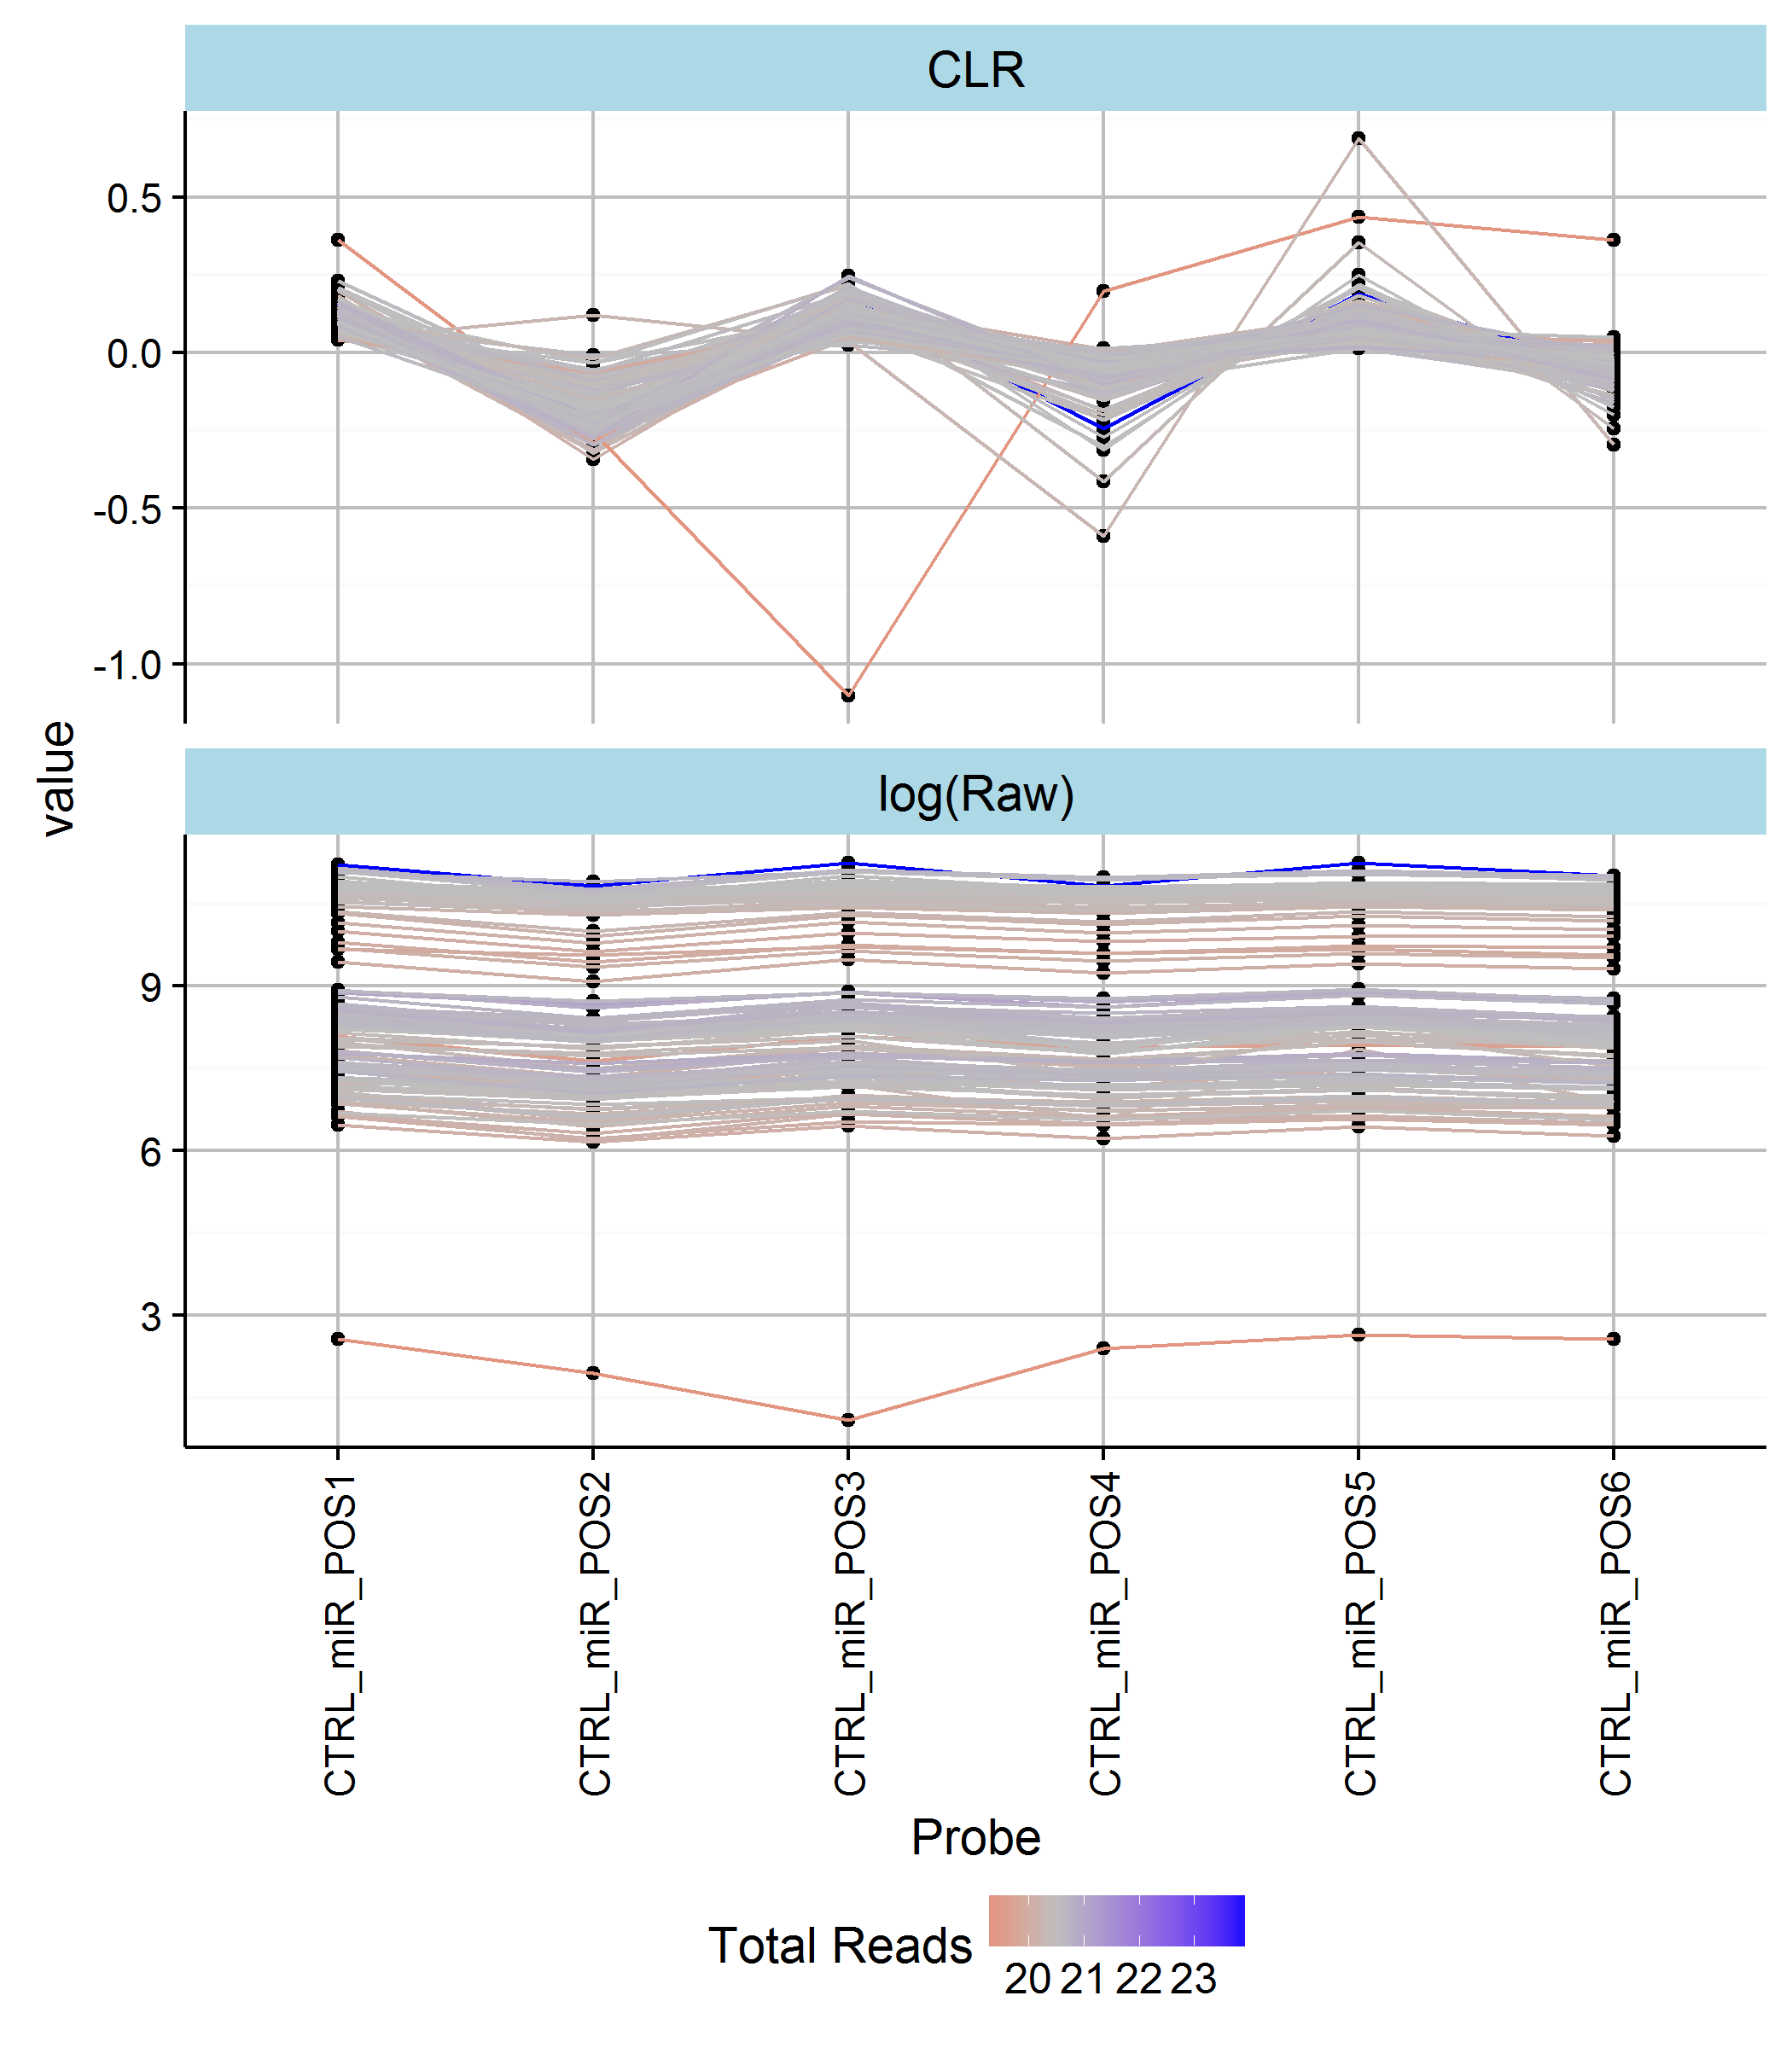 CLR
0.5
0.0
-0.5
-1.0
value
log(Raw)
9
6
3
CTRL_miR_POS1
CTRL_miR_POS2
CTRL_miR_POS3
CTRL_miR_POS4
CTRL_miR_POS5
CTRL_miR_POS6
Probe
Total Reads
20 21 22 23